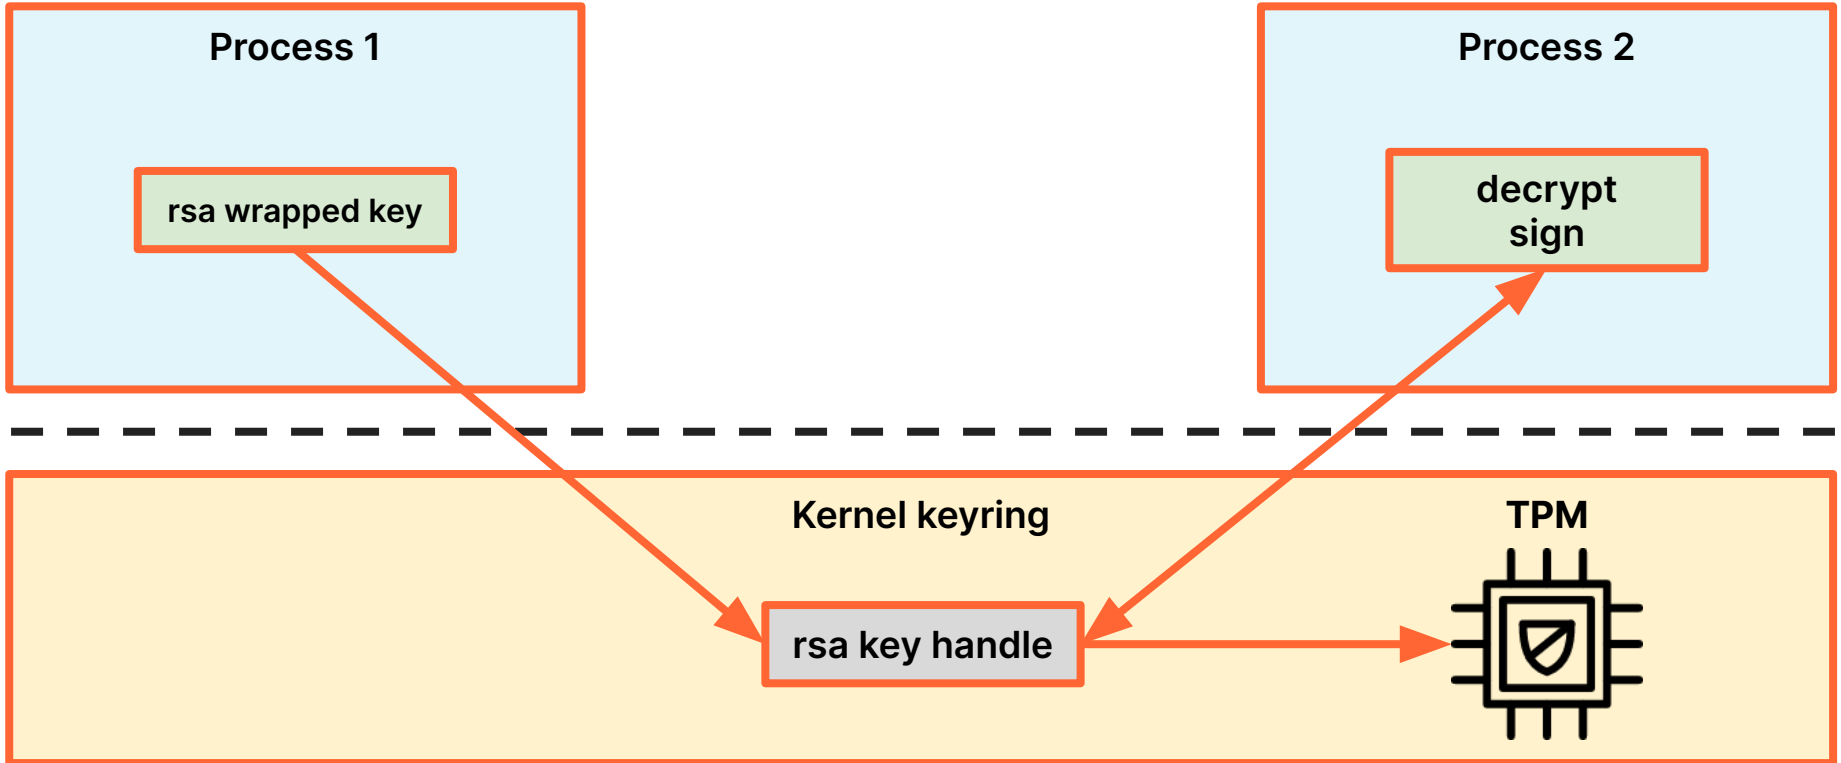 Process 1
Process 2
rsa wrapped key
decrypt
sign
Kernel keyring
TPM
rsa key handle